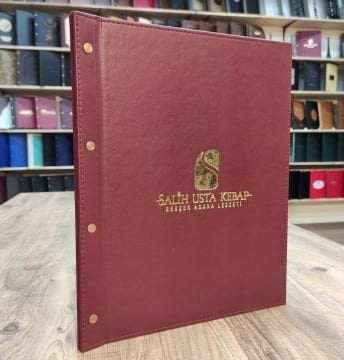 SALİH USTA KEBAP
GERÇEK ADANA LEZZETİ